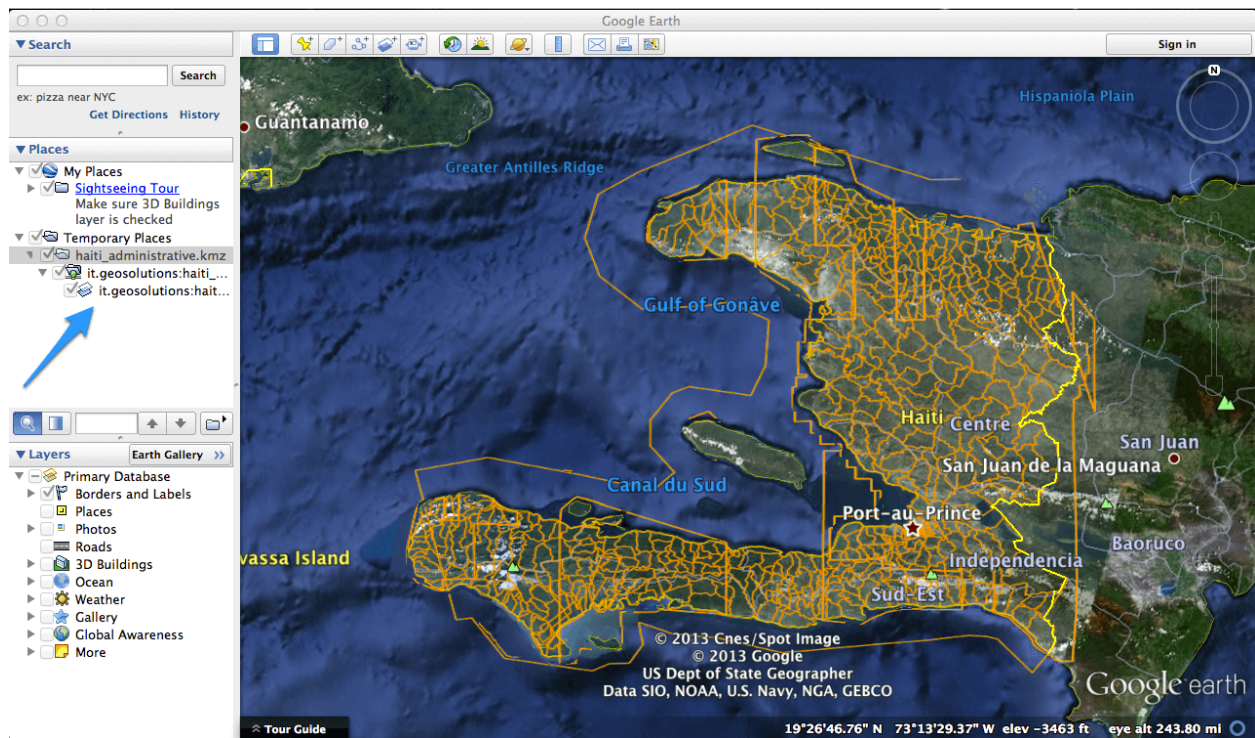 Google Earth
Search
Search
ex: pizza near NYC
Get Directions History
Places
My Places
Sightseeing Tour
Make sure 3D Buildings
layer is checked
Temporary Places
haiti_administrative.kmz
it.geosolutions:haiti_...
it.geosolutions:hait...
Layers
Earth Gallery >>
Primary Database
Borders and Labels
Places
Photos
Roads
3D Buildings
Ocean
Weather
Gallery
Global Awareness
More
Sign in
N
Hispaniola Plain
Guantanamo
Greater Antilles Ridge
Gulf of Gonâve
Haiti
Centre
San Juan
San Juan de la Maguana
Canal du Sud
Port-au-Prince
Baoruco
vassa Island
Independencia
Sud-Est
© 2013 Cnes/Spot Image
© 2013 Google
US Dept of State Geographer
Data SIO, NOAA, U.S. Navy, NGA, GEBCO
Google earth
Tour Guide
19°26'46.76" N 73°13'29.37" W elev -3463 ft eye alt 243.80 mi